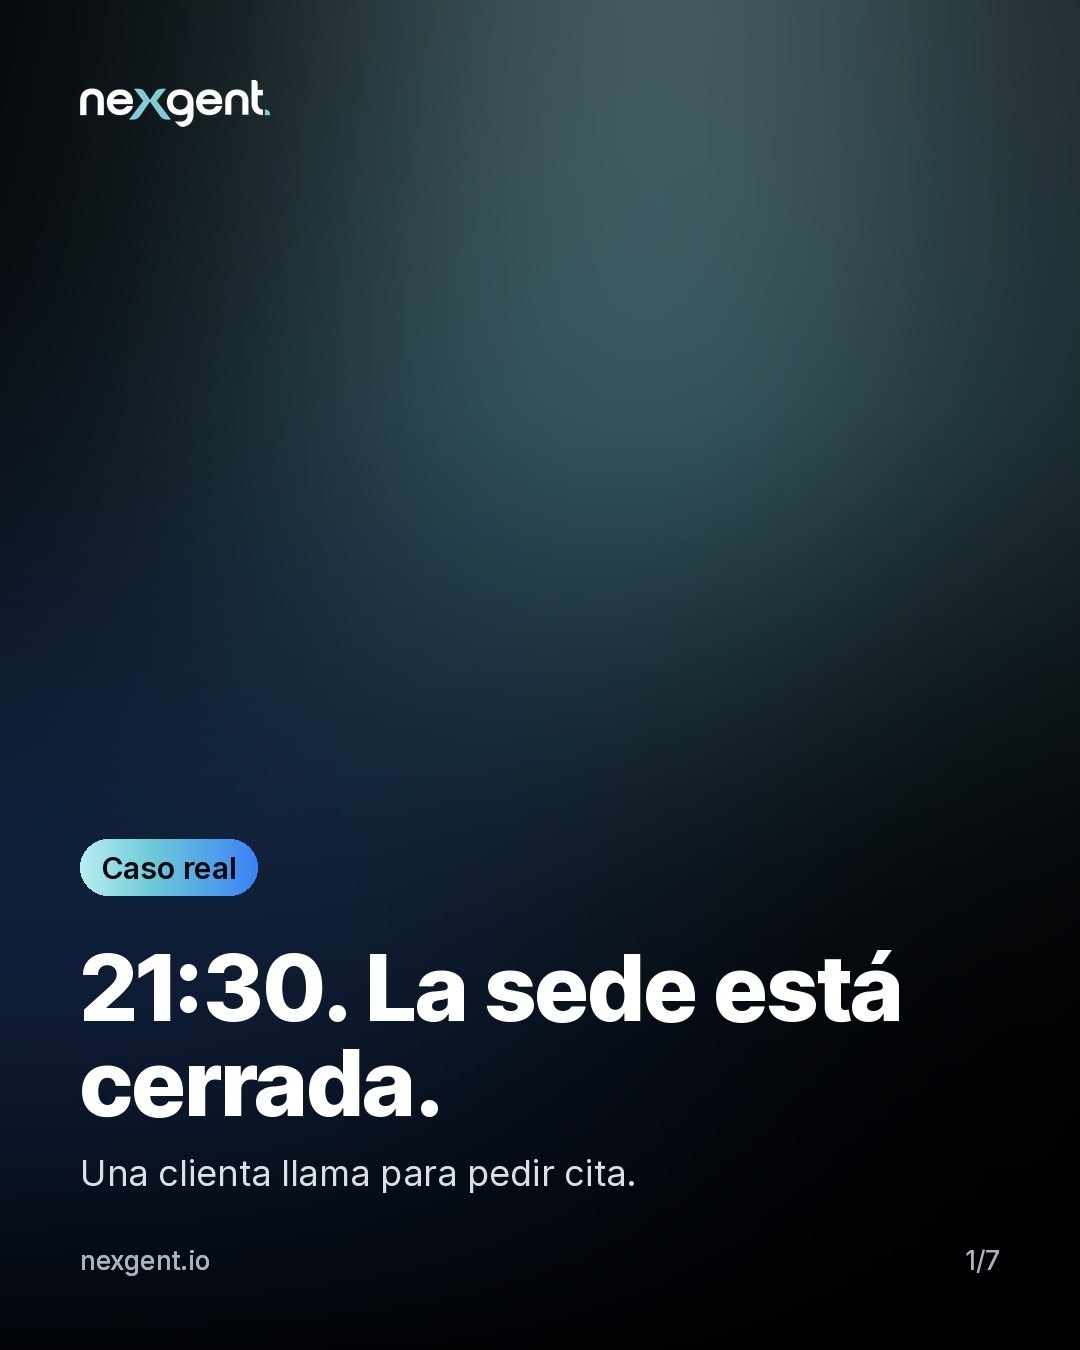 nexgent.
Caso real
21:30. La sede está
cerrada.
Una clienta llama para pedir cita.
nexgent.io
1/7